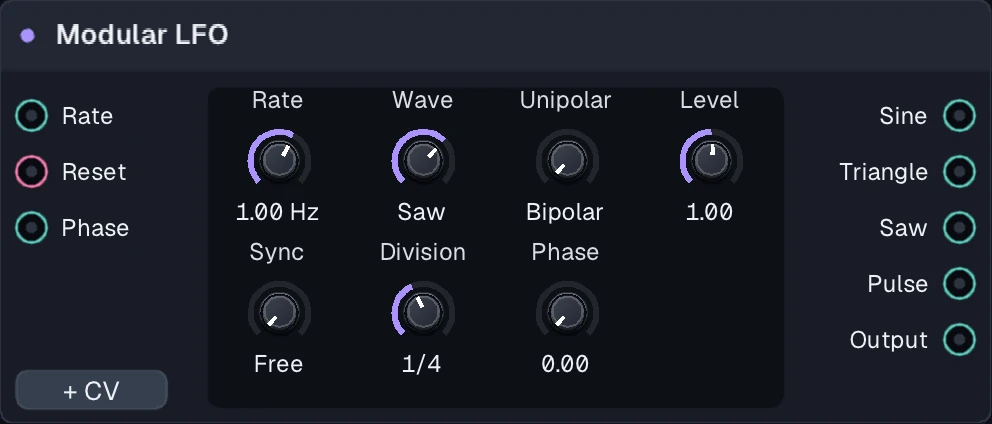 Modular LFO
Rate Wave Unipolar Level
Rate Sine
Reset Triangle
1.00 Hz Saw Bipolar 1.00
Phase Saw
Sync Division Phase
Pulse
Output
Free 1/4 0.00
+ CV